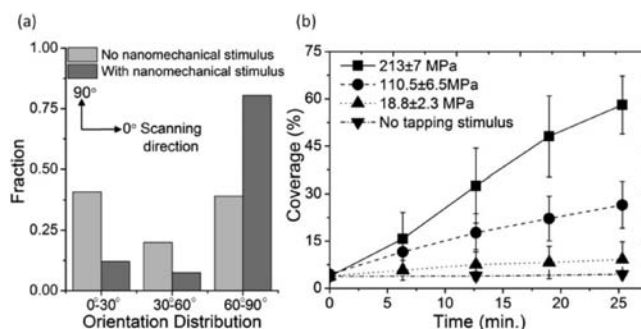 (a)
1.00
0.75
0.50
0.25
0.00
Fraction
No nanomechanical stimulus
With nanomechanical stimulus
90°
0° Scanning
direction
0°-30°
30°-60°
60°-90°
Orientation Distribution
(b)
75
60
45
30
15
0
Coverage (%)
213±7 MPa
110.5±6.5MPa
18.8±2.3 MPa
No tapping stimulus
0
5
10
15
20
25
Time (min.)